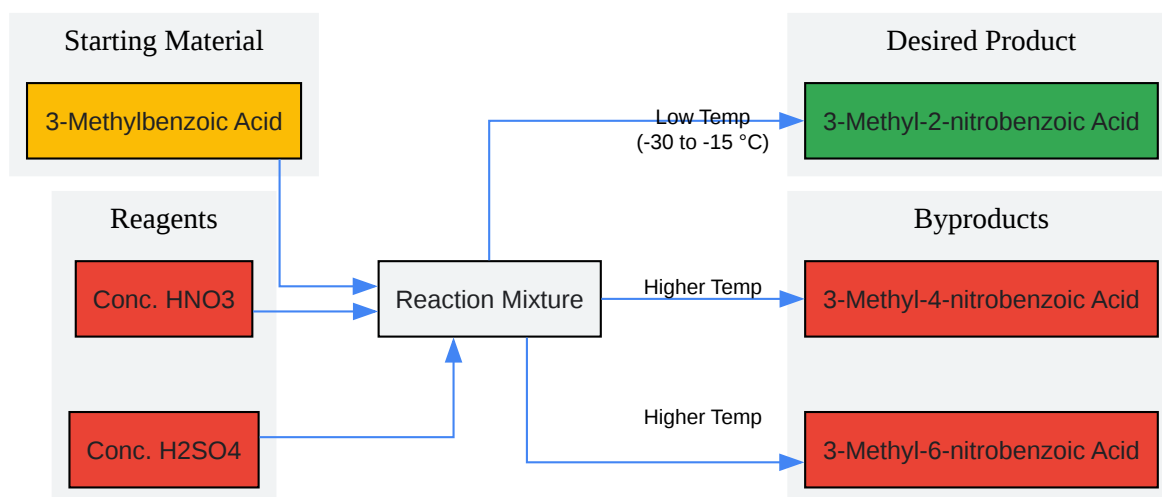 Starting Material
3-Methylbenzoic Acid
Reagents
Conc. HNO3
Conc. H2SO4
Reaction Mixture
Low Temp
(-30 to -15 °C)
Higher Temp
Higher Temp
Desired Product
3-Methyl-2-nitrobenzoic Acid
Byproducts
3-Methyl-4-nitrobenzoic Acid
3-Methyl-6-nitrobenzoic Acid